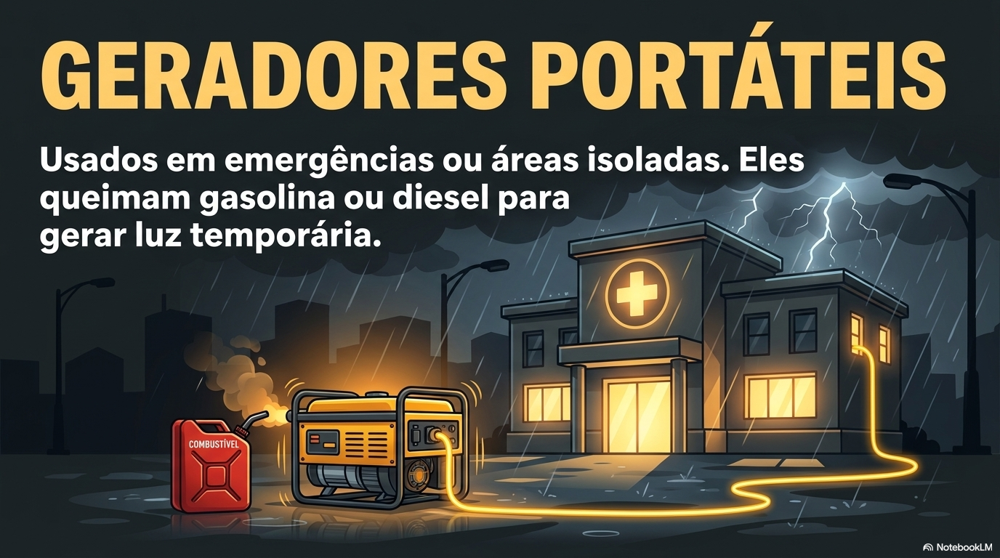 GERADORES PORTÁTEIS
Usados em emergências ou áreas isoladas. Eles
queimam gasolina ou diesel para
gerar luz temporária.
COMBUSTÍVEL
NotebookLM